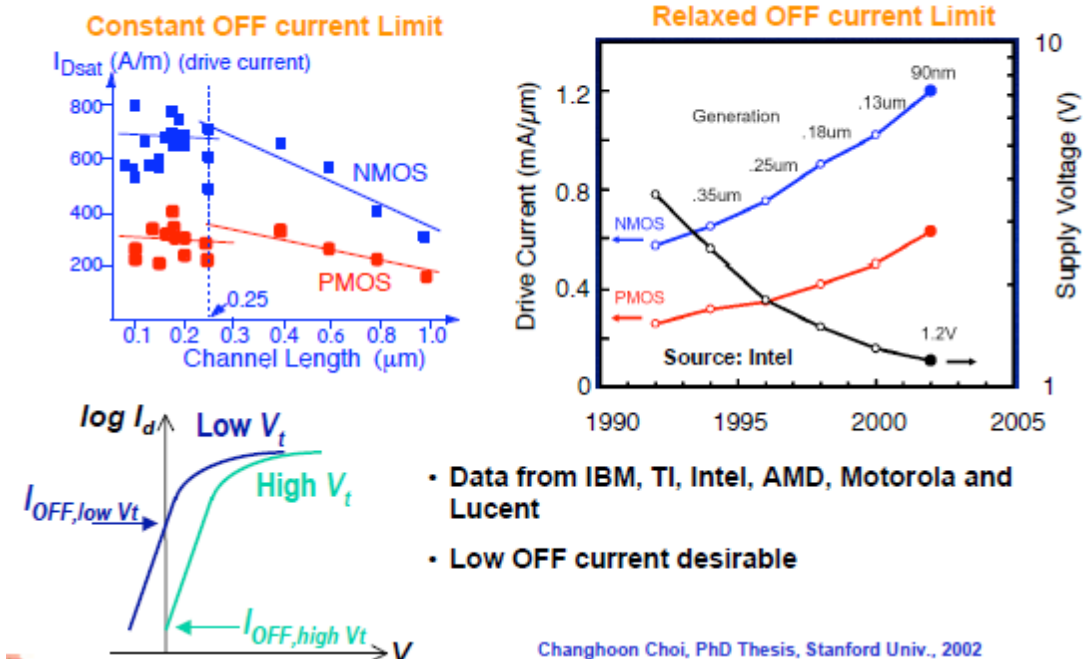 Constant OFF current Limit
I_Dsat (A/m) (drive current)
800
600
400
200
NMOS
PMOS
0.25
0.1 0.2 0.3 0.4 0.6 0.8 1.0
Channel Length (μm)
Relaxed OFF current Limit
Drive Current (mA/μm)
1.2
0.8
0.4
0
Generation
.35um
.25um
.18um
.13um
90nm
NMOS
PMOS
1.2V
Source: Intel
10
1
Supply Voltage (V)
1990 1995 2000 2005
log I_d
Low V_t
High V_t
I_OFF,low Vt
I_OFF,high Vt
V
• Data from IBM, TI, Intel, AMD, Motorola and
Lucent
• Low OFF current desirable
Changhoon Choi, PhD Thesis, Stanford Univ., 2002